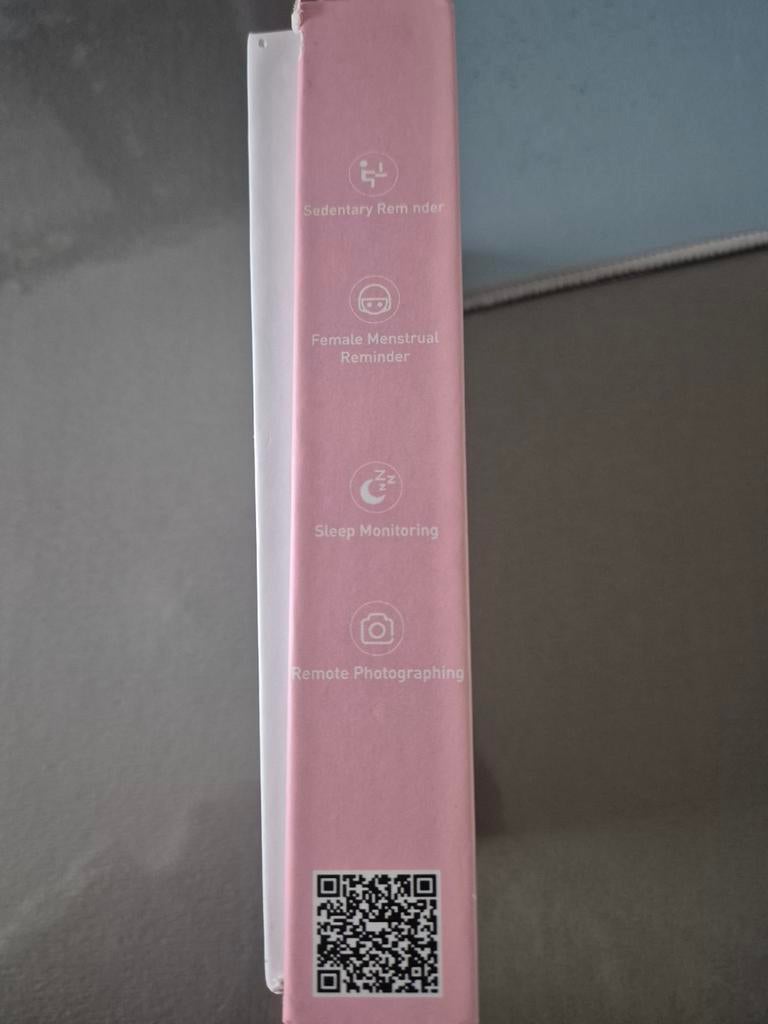 Sedentary Rem nder
Female Menstrual
Reminder
Z Z Z
Sleep Monitoring
Remote Photographing